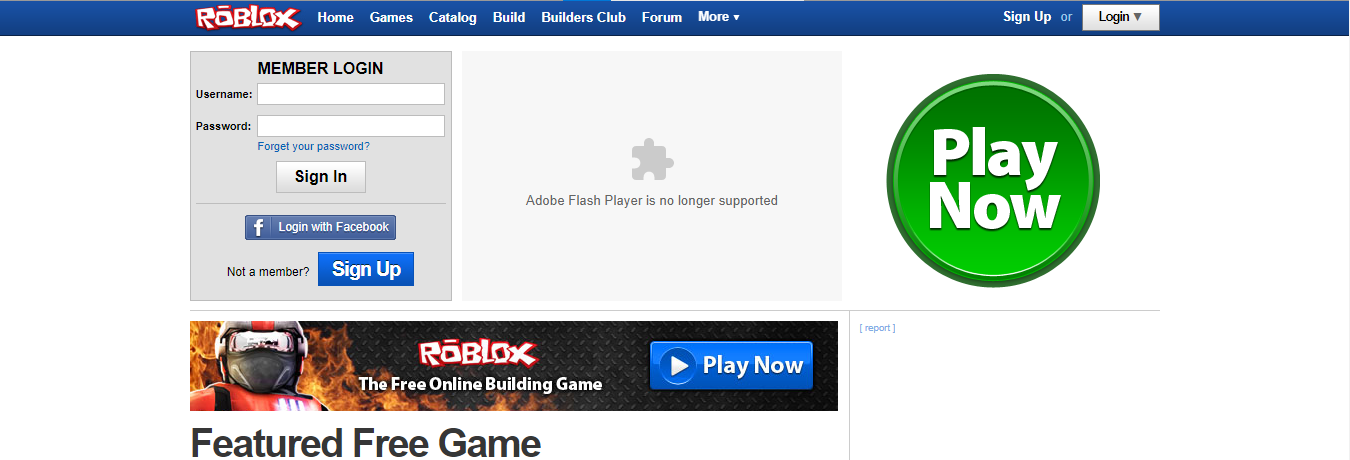 ROBLOX Home Games Catalog Build Builders Club Forum More ▼ Sign Up or Login ▼
MEMBER LOGIN
Username:
Password:
Forget your password?
Sign In
f Login with Facebook
Not a member? Sign Up
Adobe Flash Player is no longer supported
Play
Now
[ report ]
ROBLOX
The Free Online Building Game
Play Now
Featured Free Game